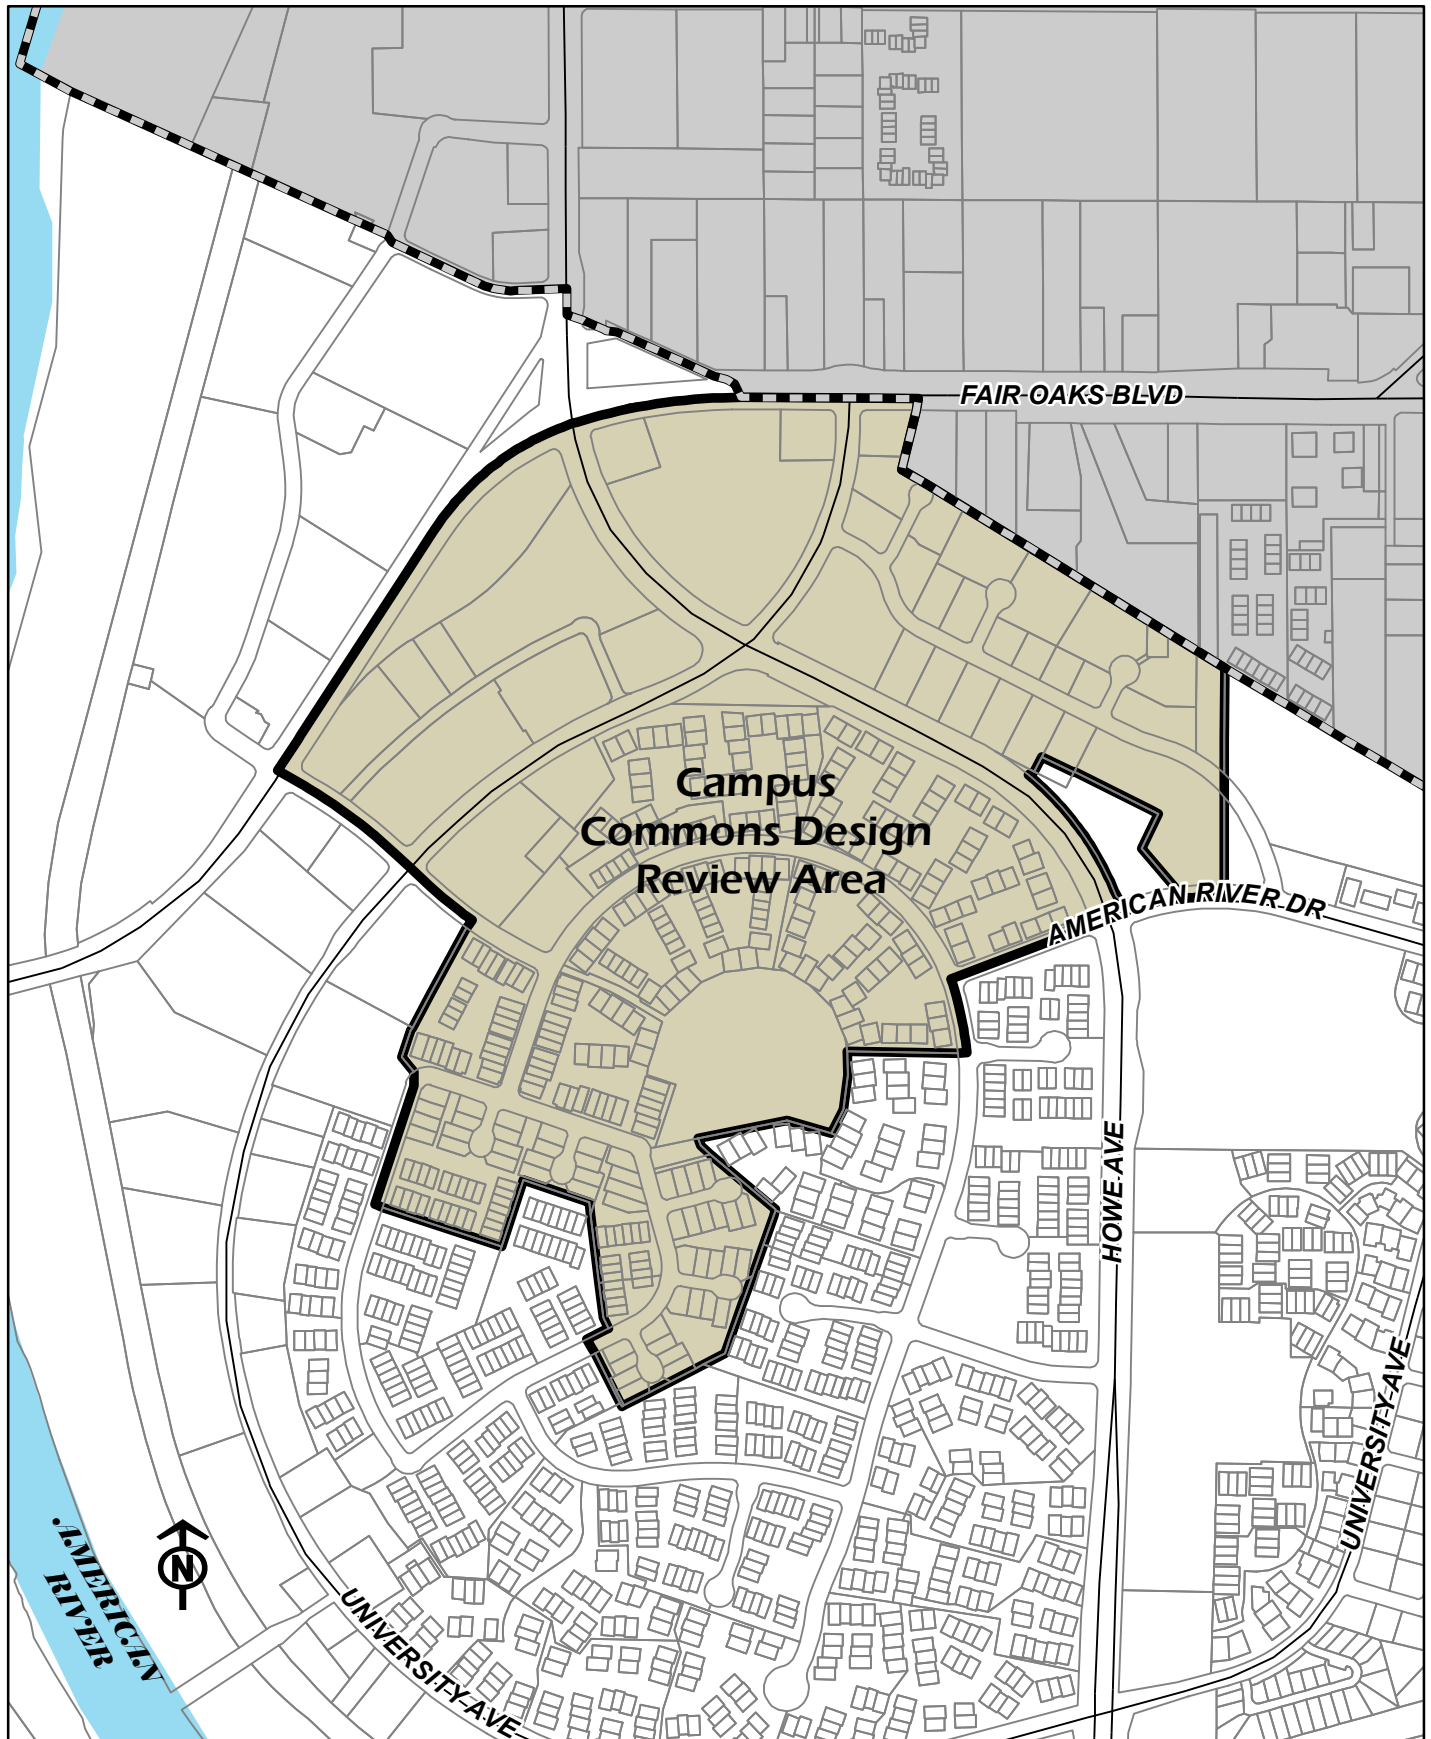 FAIR OAKS BLVD
Campus
Commons Design
Review Area
AMERICAN RIVER DR
HOWE AVE
UNIVERSITY AVE
AMERICAN
RIVER
N
UNIVERSITY AVE